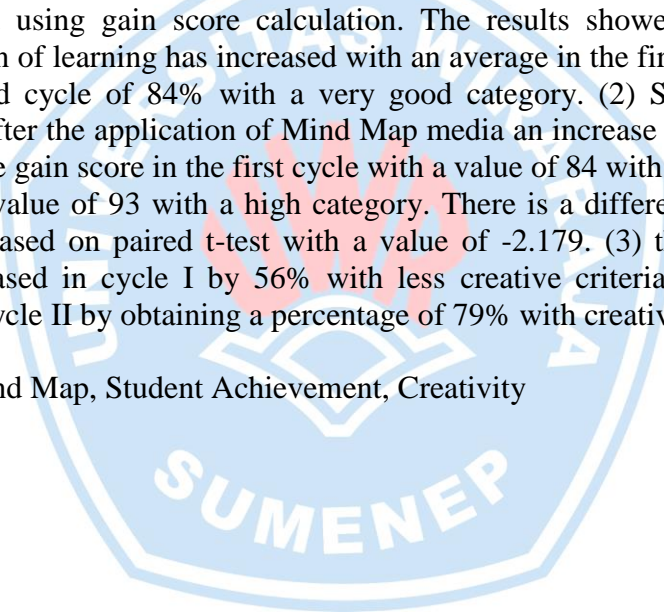 using gain score calculation. The results showe
n of learning has increased with an average in the fir
d cycle of 84% with a very good category. (2) S
fter the application of Mind Map media an increase
e gain score in the first cycle with a value of 84 with
value of 93 with a high category. There is a differe
ased on paired t-test with a value of -2.179. (3) t
ased in cycle I by 56% with less creative criteria
ycle II by obtaining a percentage of 79% with creativ
nd Map, Student Achievement, Creativity
UNIVERSITAS WIRARAJA
UWR
SUMENEP